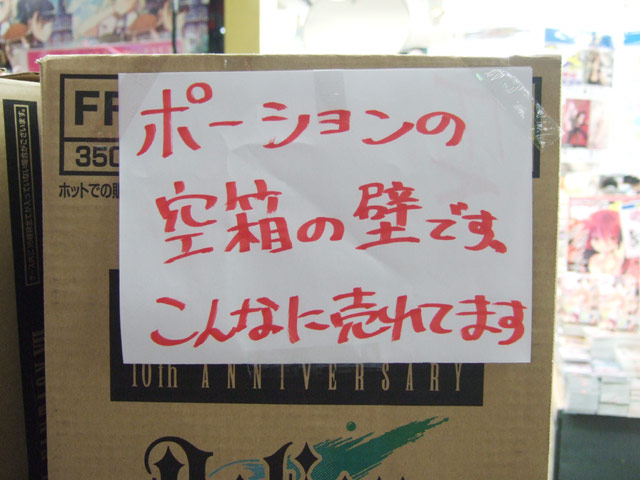 FF
350
ホットでの販
ポーションの
空箱の壁です、
こんなに売れてます
10th ANNIVERSARY